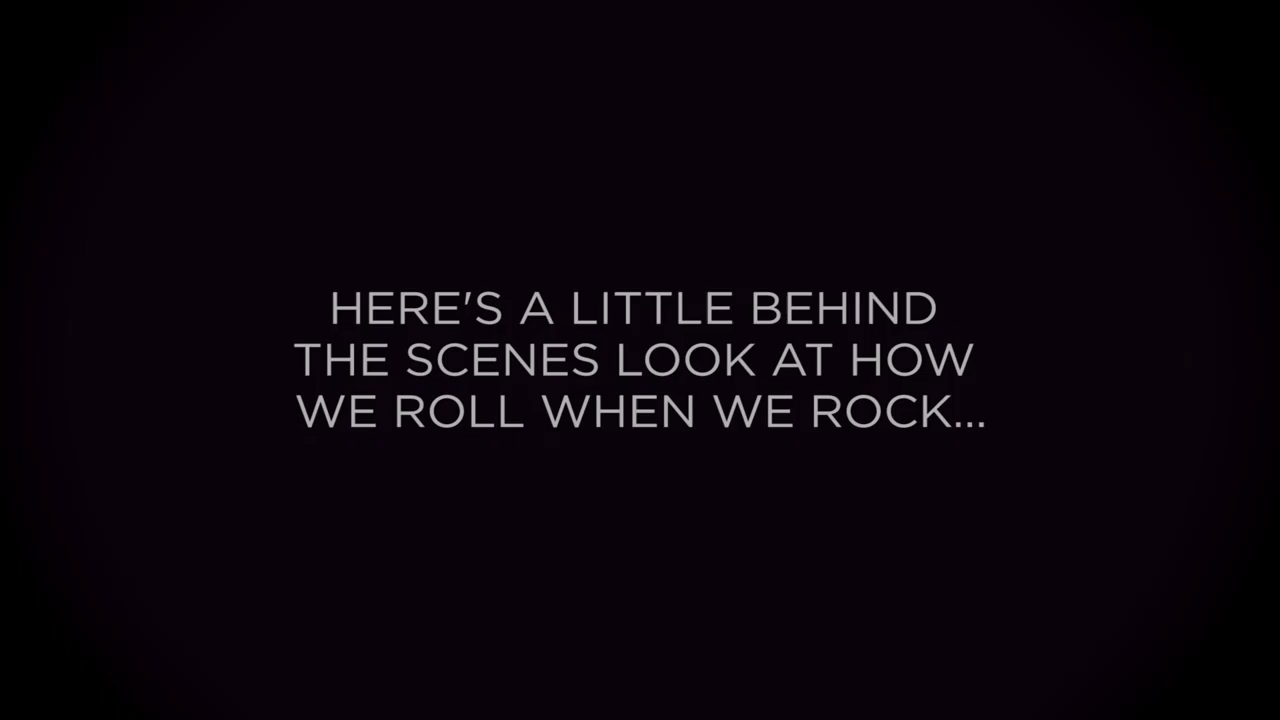 HERE'S A LITTLE BEHIND
THE SCENES LOOK AT HOW
WE ROLL WHEN WE ROCK...